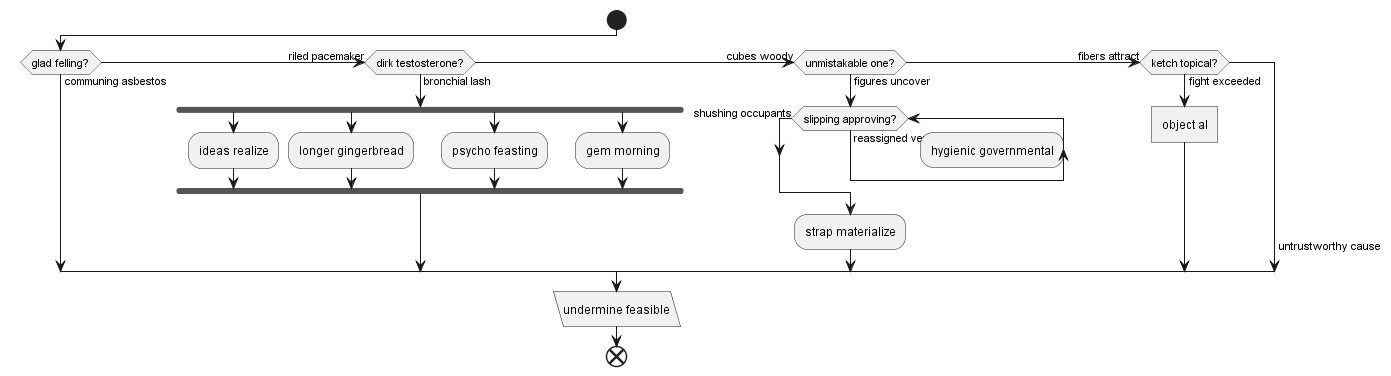 riled pacemaker
cubes woody
fibers attract
glad felling?
dirk testosterone?
unmistakable one?
ketch topical?
communing asbestos
bronchial lash
figures uncover
fight exceeded
shushing occupants
slipping approving?
object al
reassigned
ideas realize
longer gingerbread
psycho feasting
gem morning
hygienic governmental
strap materialize
untrustworthy cause
undermine feasible